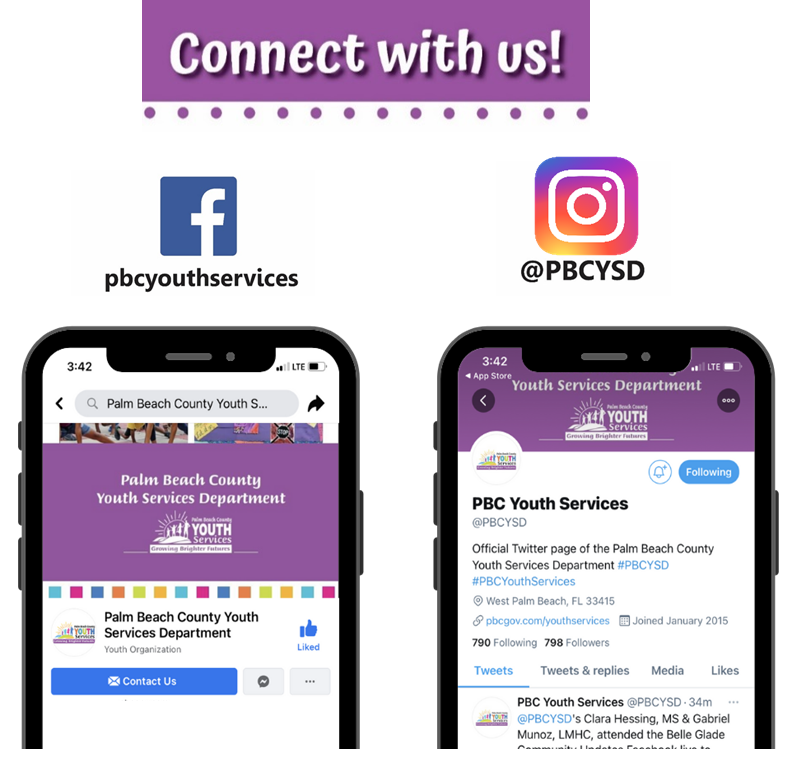 Connect with us!
pbcyouthservices
@PBCYSD
3:42
LTE
Palm Beach County Youth S...
Palm Beach County
Youth Services Department
Palm Beach County
YOUTH
Services
Growing Brighter Futures
Palm Beach County Youth
Services Department
Youth Organization
Liked
Contact Us
3:42
LTE
App Store
Youth Services Department
Palm Beach County
YOUTH
Services
Growing Brighter Futures
Following
PBC Youth Services
@PBCYSD
Official Twitter page of the Palm Beach County
Youth Services Department #PBCYSD
#PBCYouthServices
West Palm Beach, FL 33415
pbcgov.com/youthservices Joined January 2015
790 Following 798 Followers
Tweets Tweets & replies Media Likes
PBC Youth Services @PBCYSD · 34m
@PBCYSD's Clara Hessing, MS & Gabriel
Munoz, LMHC, attended the Belle Glade
Community Updates Facebook live to